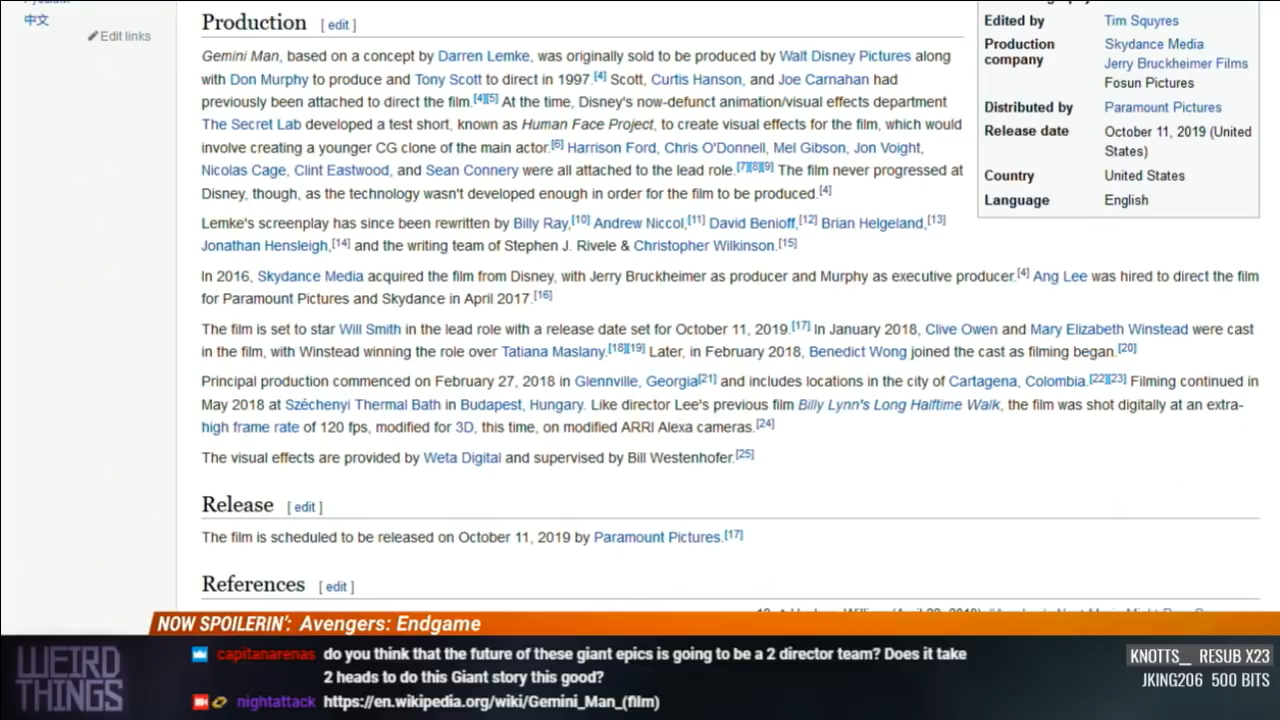 中文
Edit links
Production [ edit ]
Gemini Man, based on a concept by Darren Lemke, was originally sold to be produced by Walt Disney Pictures along
with Don Murphy to produce and Tony Scott to direct in 1997.[4] Scott, Curtis Hanson, and Joe Carnahan had
previously been attached to direct the film.[4][5] At the time, Disney's now-defunct animation/visual effects department
The Secret Lab developed a test short, known as Human Face Project, to create visual effects for the film, which would
involve creating a younger CG clone of the main actor.[6] Harrison Ford, Chris O'Donnell, Mel Gibson, Jon Voight,
Nicolas Cage, Clint Eastwood, and Sean Connery were all attached to the lead role.[7][8][9] The film never progressed at
Disney, though, as the technology wasn't developed enough in order for the film to be produced.[4]
Lemke's screenplay has since been rewritten by Billy Ray,[10] Andrew Niccol,[11] David Benioff,[12] Brian Helgeland,[13]
Jonathan Hensleigh,[14] and the writing team of Stephen J. Rivele & Christopher Wilkinson.[15]
In 2016, Skydance Media acquired the film from Disney, with Jerry Bruckheimer as producer and Murphy as executive producer.[4] Ang Lee was hired to direct the film
for Paramount Pictures and Skydance in April 2017.[16]
The film is set to star Will Smith in the lead role with a release date set for October 11, 2019.[17] In January 2018, Clive Owen and Mary Elizabeth Winstead were cast
in the film, with Winstead winning the role over Tatiana Maslany.[18][19] Later, in February 2018, Benedict Wong joined the cast as filming began.[20]
Principal production commenced on February 27, 2018 in Glennville, Georgia[21] and includes locations in the city of Cartagena, Colombia.[22][23] Filming continued in
May 2018 at Széchenyi Thermal Bath in Budapest, Hungary. Like director Lee's previous film Billy Lynn's Long Halftime Walk, the film was shot digitally at an extra-
high frame rate of 120 fps, modified for 3D, this time, on modified ARRI Alexa cameras.[24]
The visual effects are provided by Weta Digital and supervised by Bill Westenhofer.[25]
Release [ edit ]
The film is scheduled to be released on October 11, 2019 by Paramount Pictures.[17]
References [ edit ]
Edited by Tim Squyres
Production Skydance Media
company Jerry Bruckheimer Films
Fosun Pictures
Distributed by Paramount Pictures
Release date October 11, 2019 (United
States)
Country United States
Language English
NOW SPOILERIN': Avengers: Endgame
WEIRD
THINGS
capitanarenas do you think that the future of these giant epics is going to be a 2 director team? Does it take
2 heads to do this Giant story this good?
nightattack https://en.wikipedia.org/wiki/Gemini_Man_(film)
KNOTTS_ RESUB X23
JKING206 500 BITS